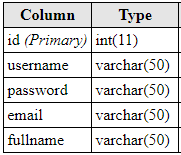 Column Type
id (Primary) int(11)
username varchar(50)
password varchar(50)
email varchar(50)
fullname varchar(50)